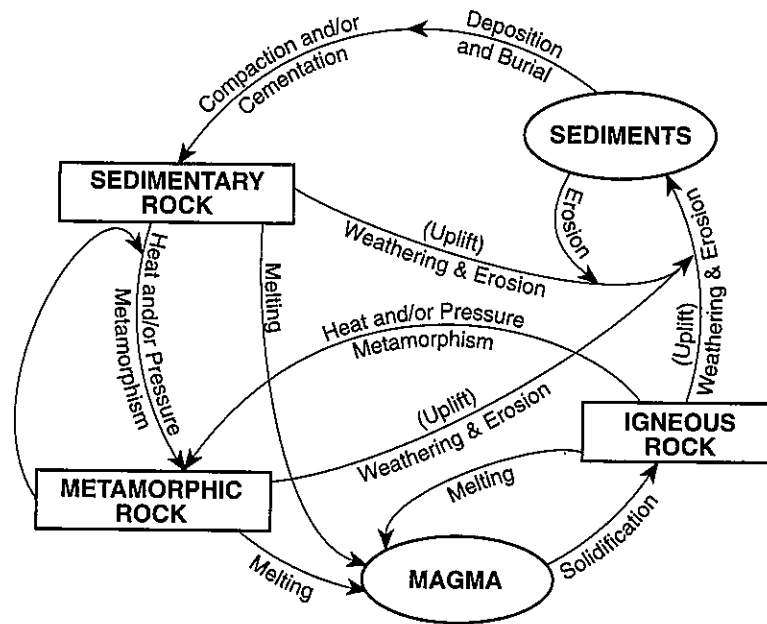 Deposition
and Burial
Compaction and/or
Cementation
SEDIMENTS
SEDIMENTARY
ROCK
Erosion
(Uplift)
Weathering & Erosion
(Uplift)
Weathering & Erosion
Heat and/or Pressure
Metamorphism
Melting
Heat and/or Pressure
Metamorphism
(Uplift)
Weathering & Erosion
IGNEOUS
ROCK
METAMORPHIC
ROCK
Melting
Melting
Solidification
MAGMA